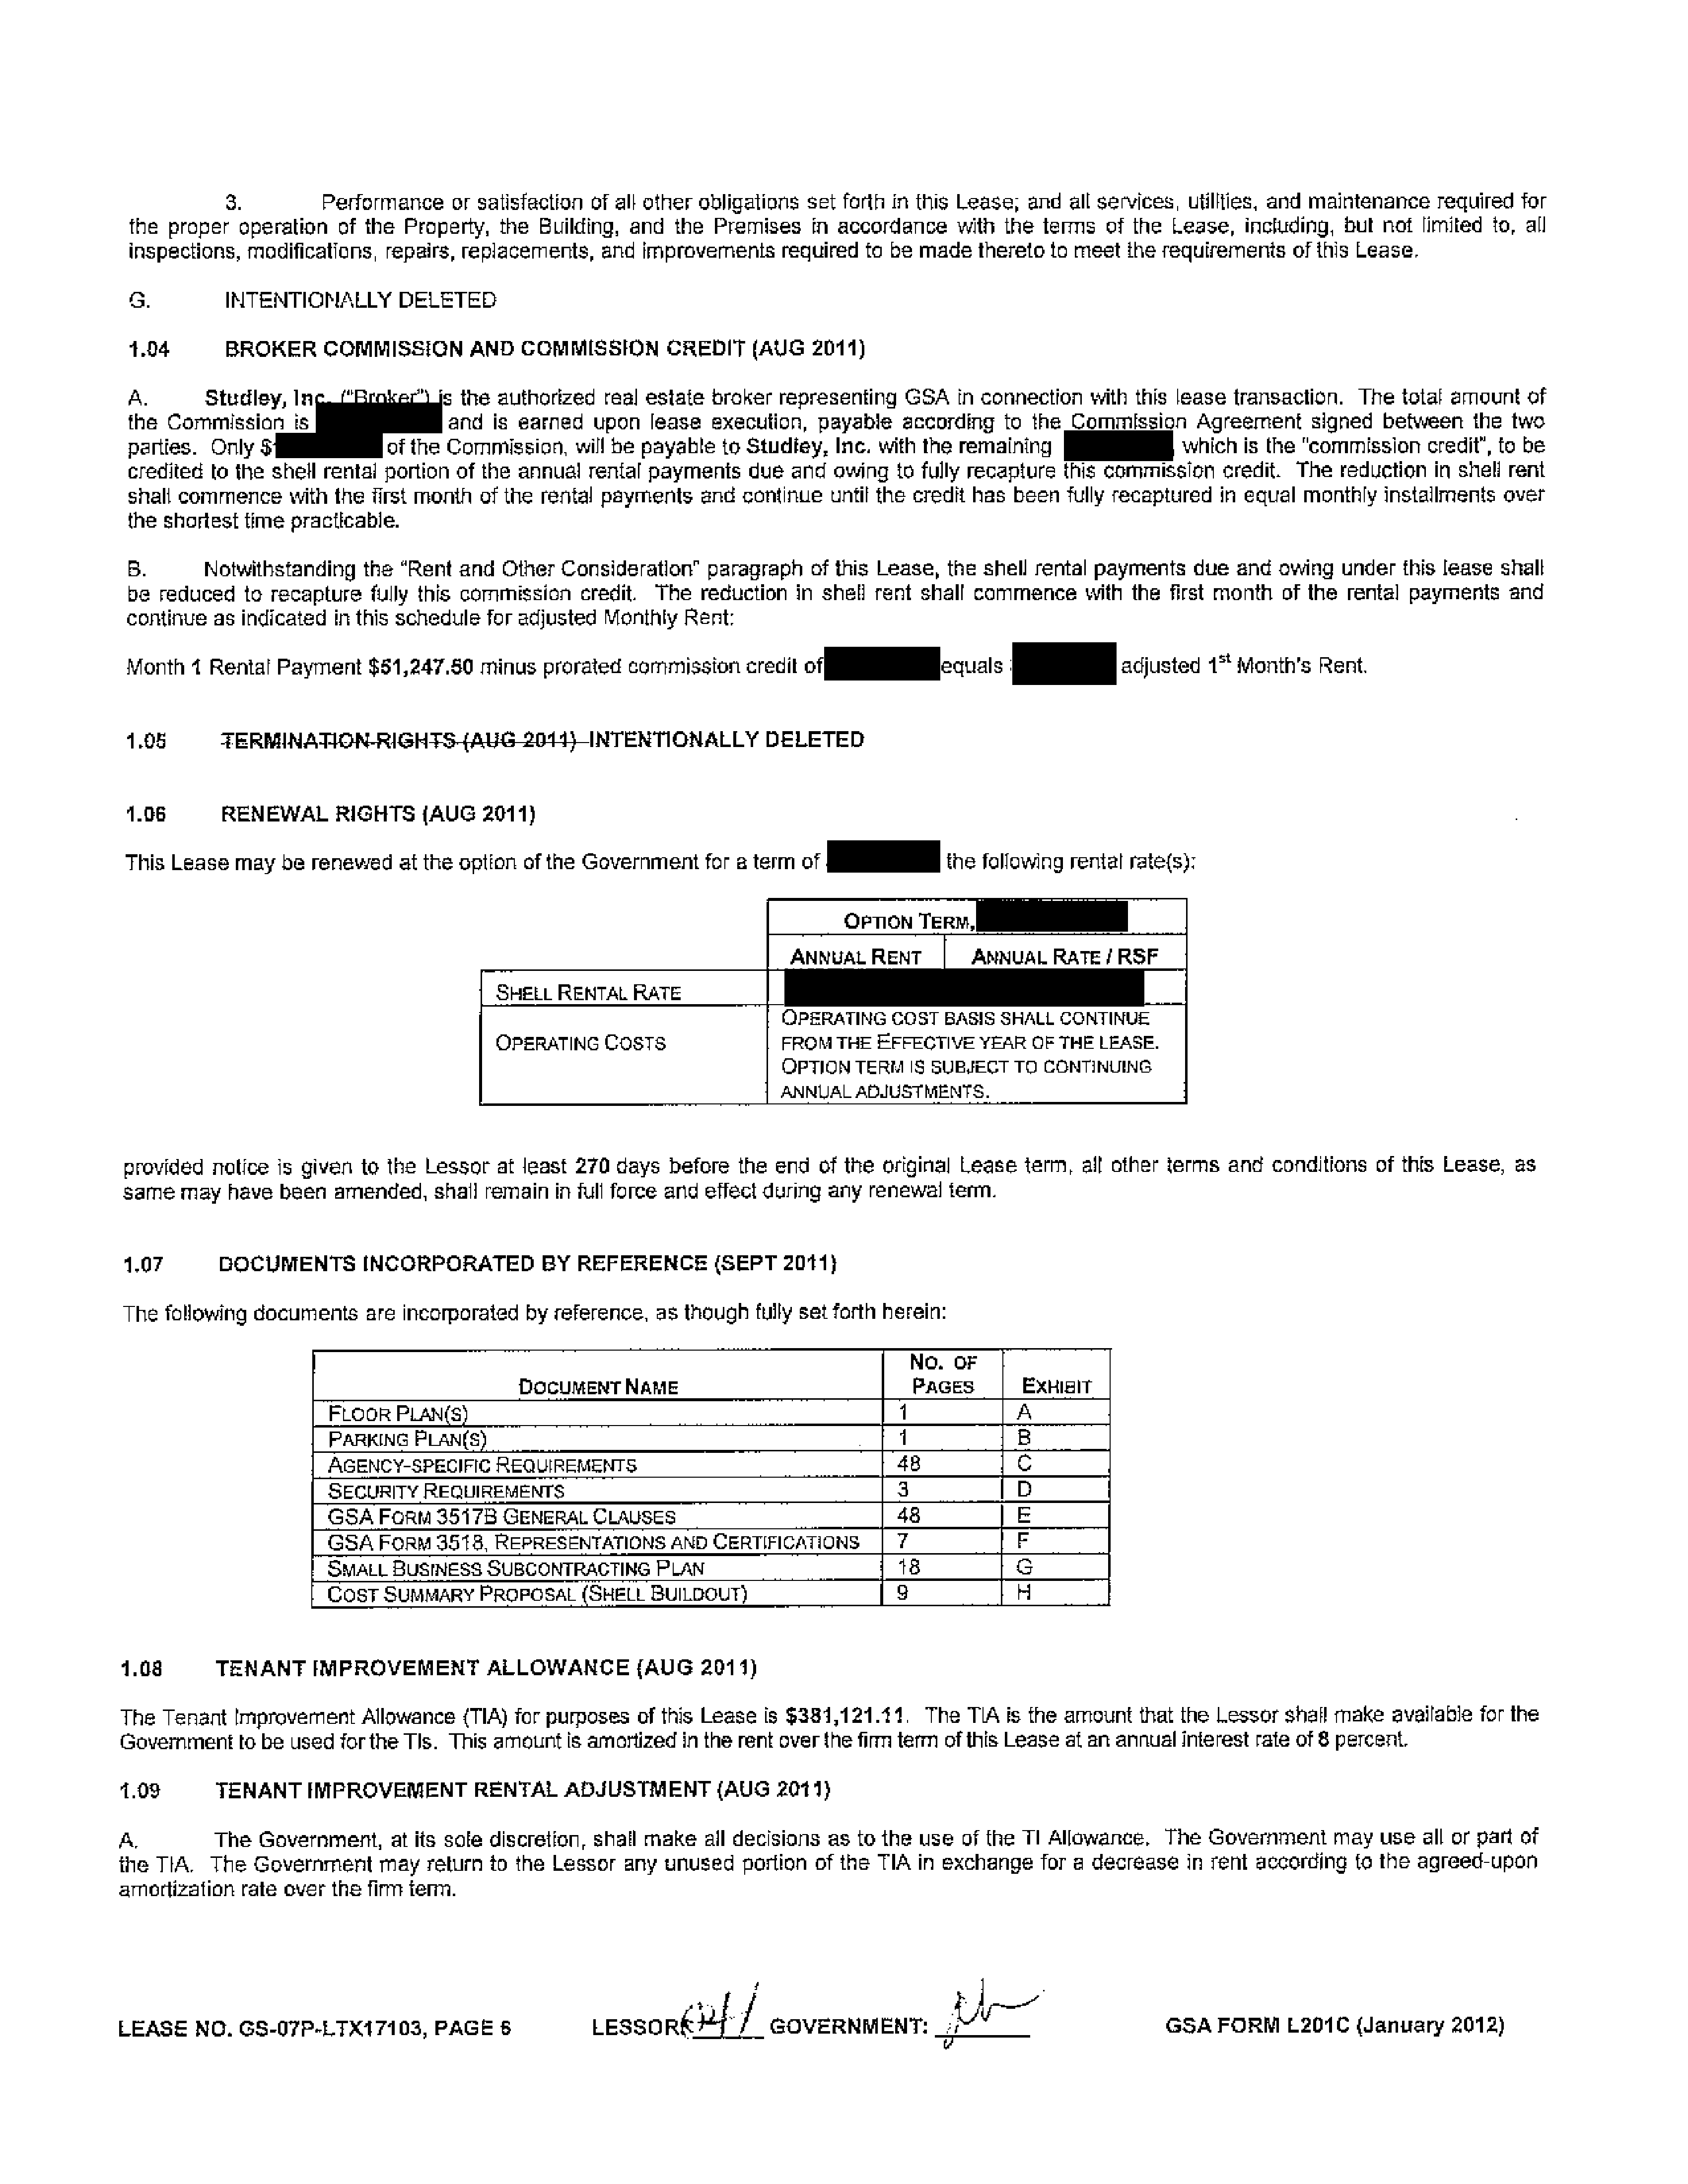 3. Performance or satisfaction of all other obligations set forth in this Lease; and all services, utilities, and maintenance required for
the proper operation of the Property, the Building, and the Premises in accordance with the terms of the Lease, including, but not limited to, all
inspections, modifications, repairs, replacements, and improvements required to be made thereto to meet the requirements of this Lease.
G. INTENTIONALLY DELETED
1.04 BROKER COMMISSION AND COMMISSION CREDIT (AUG 2011)
A. Studley, Inc. ("Broker") is the authorized real estate broker representing GSA in connection with this lease transaction. The total amount of
the Commission is and is earned upon lease execution, payable according to the Commission Agreement signed between the two
parties. Only $ of the Commission, will be payable to Studley, Inc. with the remaining , which is the "commission credit", to be
credited to the shell rental portion of the annual rental payments due and owing to fully recapture this commission credit. The reduction in shell rent
shall commence with the first month of the rental payments and continue until the credit has been fully recaptured in equal monthly installments over
the shortest time practicable.
B. Notwithstanding the "Rent and Other Consideration" paragraph of this Lease, the shell rental payments due and owing under this lease shall
be reduced to recapture fully this commission credit. The reduction in shell rent shall commence with the first month of the rental payments and
continue as indicated in this schedule for adjusted Monthly Rent:
Month 1 Rental Payment $51,247.50 minus prorated commission credit of equals adjusted 1st Month's Rent.
1.05 TERMINATION RIGHTS (AUG 2011) INTENTIONALLY DELETED
1.06 RENEWAL RIGHTS (AUG 2011)
This Lease may be renewed at the option of the Government for a term of the following rental rate(s):
OPTION TERM,
ANNUAL RENT ANNUAL RATE / RSF
SHELL RENTAL RATE
OPERATING COSTS
OPERATING COST BASIS SHALL CONTINUE
FROM THE EFFECTIVE YEAR OF THE LEASE.
OPTION TERM IS SUBJECT TO CONTINUING
ANNUAL ADJUSTMENTS.
provided notice is given to the Lessor at least 270 days before the end of the original Lease term, all other terms and conditions of this Lease, as
same may have been amended, shall remain in full force and effect during any renewal term.
1.07 DOCUMENTS INCORPORATED BY REFERENCE (SEPT 2011)
The following documents are incorporated by reference, as though fully set forth herein:
DOCUMENT NAME NO. OF PAGES EXHIBIT
FLOOR PLAN(S) 1 A
PARKING PLAN(S) 1 B
AGENCY-SPECIFIC REQUIREMENTS 48 C
SECURITY REQUIREMENTS 3 D
GSA FORM 3517B GENERAL CLAUSES 48 E
GSA FORM 3518, REPRESENTATIONS AND CERTIFICATIONS 7 F
SMALL BUSINESS SUBCONTRACTING PLAN 18 G
COST SUMMARY PROPOSAL (SHELL BUILDOUT) 9 H
1.08 TENANT IMPROVEMENT ALLOWANCE (AUG 2011)
The Tenant Improvement Allowance (TIA) for purposes of this Lease is $381,121.11. The TIA is the amount that the Lessor shall make available for the
Government to be used for the TIs. This amount is amortized in the rent over the firm term of this Lease at an annual interest rate of 8 percent.
1.09 TENANT IMPROVEMENT RENTAL ADJUSTMENT (AUG 2011)
A. The Government, at its sole discretion, shall make all decisions as to the use of the TI Allowance. The Government may use all or part of
the TIA. The Government may return to the Lessor any unused portion of the TIA in exchange for a decrease in rent according to the agreed-upon
amortization rate over the firm term.
LEASE NO. GS-07P-LTX17103, PAGE 6 LESSOR: GOVERNMENT: GSA FORM L201C (January 2012)